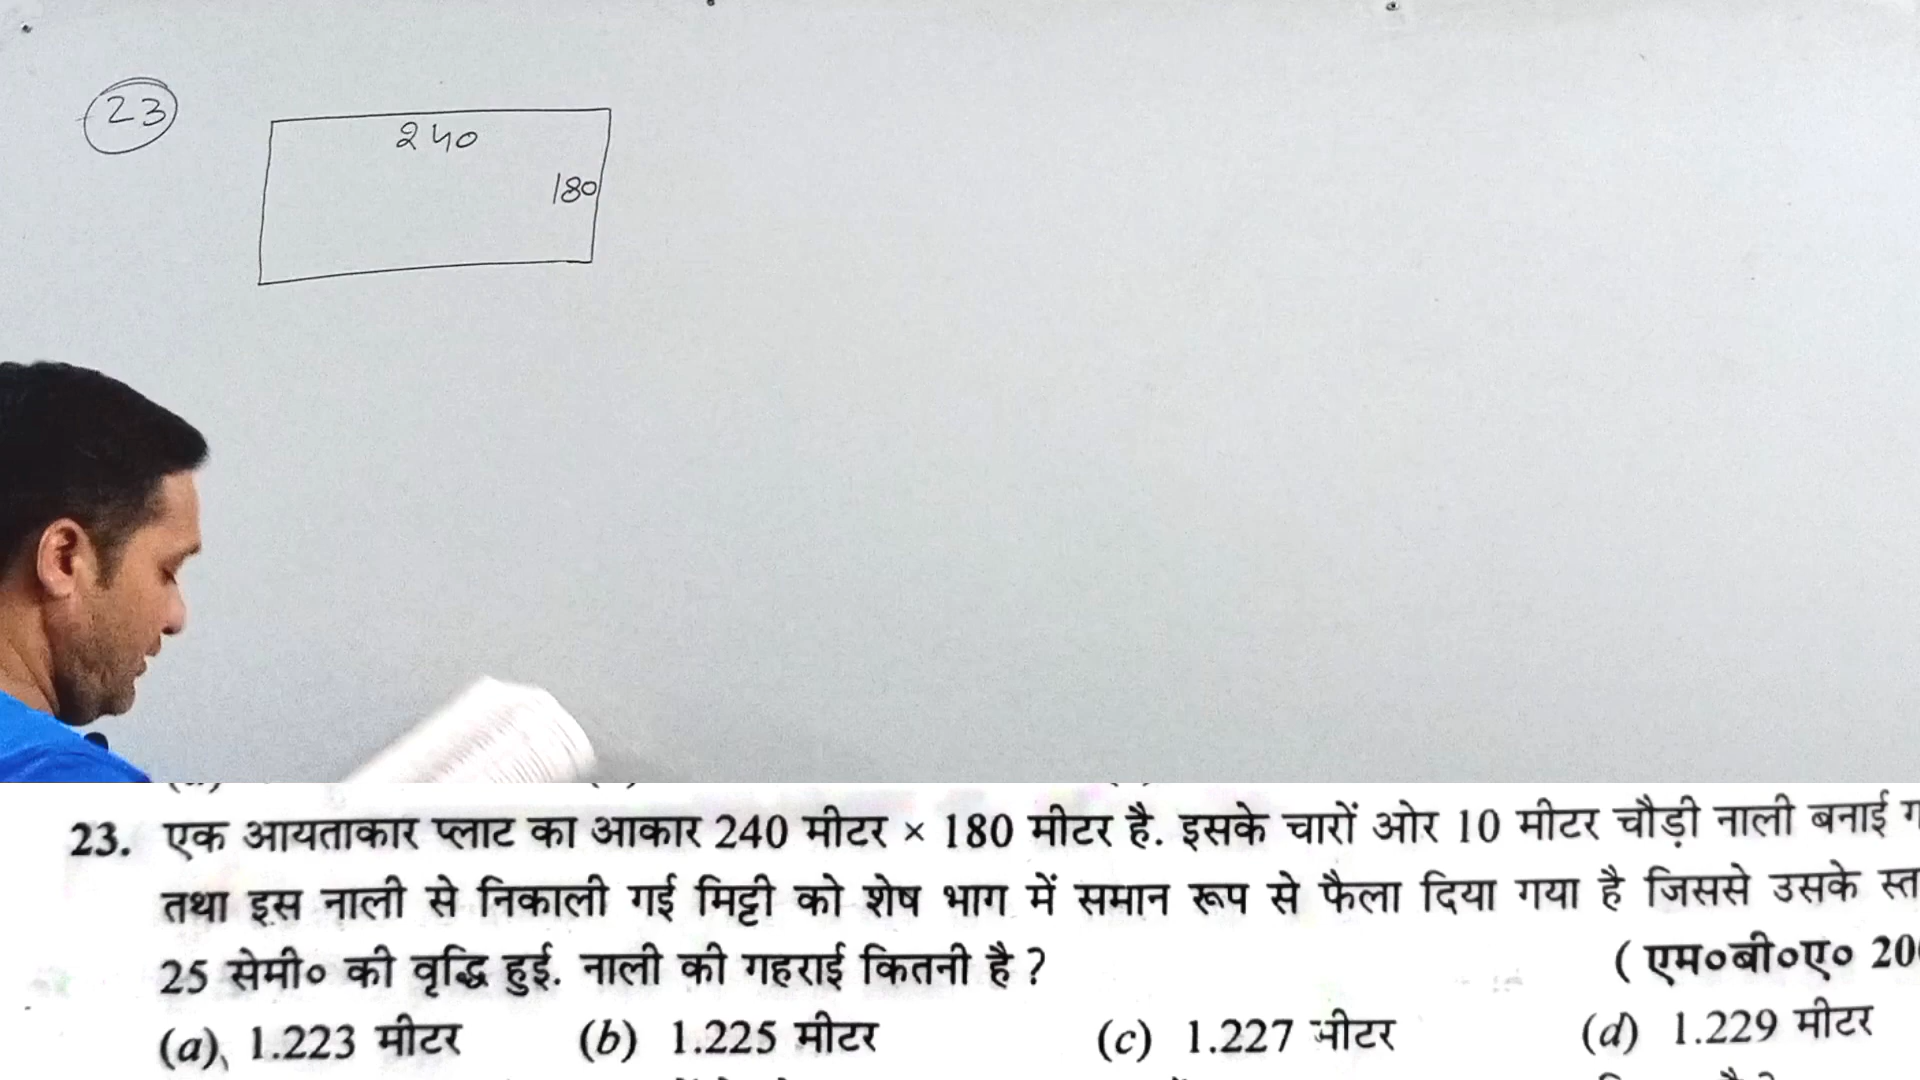 23
240
180
23. एक आयताकार प्लाट का आकार 240 मीटर × 180 मीटर है. इसके चारों ओर 10 मीटर चौड़ी नाली बनाई
तथा इस नाली से निकाली गई मिट्टी को शेष भाग में समान रूप से फैला दिया गया है जिससे उसके
25 सेमी० की वृद्धि हुई. नाली की गहराई कितनी है ?
( एम०बी०ए० 20
(a) 1.223 मीटर (b) 1.225 मीटर (c) 1.227 मीटर (d) 1.229 मीटर